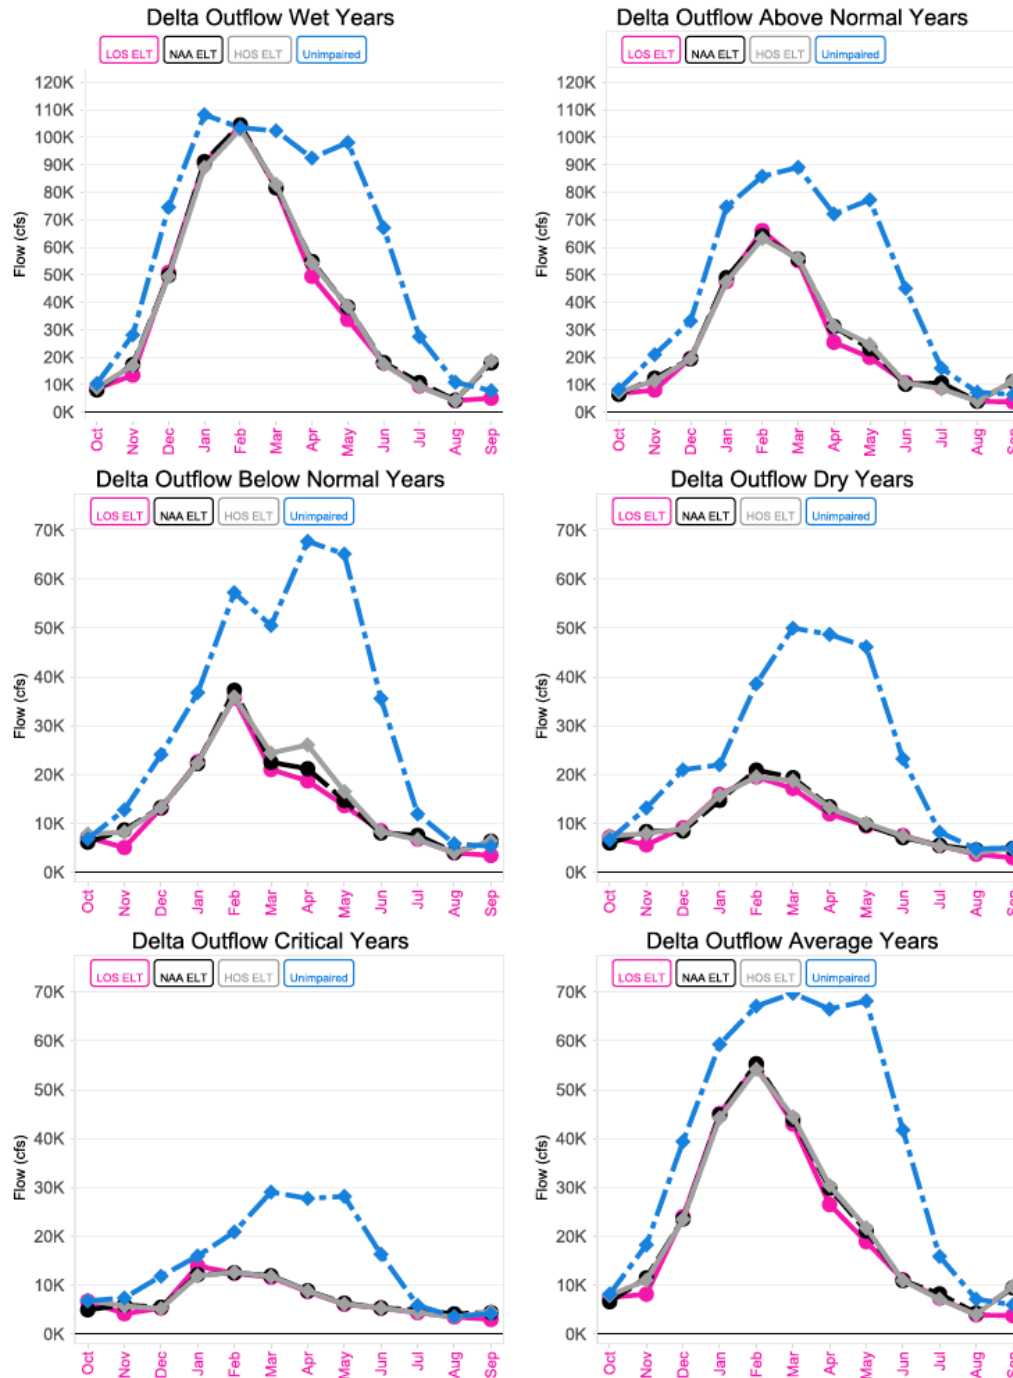 Delta Outflow Wet Years
LOS ELT NAA ELT HOS ELT Unimpaired
120K
110K
100K
90K
80K
70K
60K
50K
40K
30K
20K
10K
0K
Flow (cfs)
Oct Nov Dec Jan Feb Mar Apr May Jun Jul Aug Sep
Delta Outflow Above Normal Years
LOS ELT NAA ELT HOS ELT Unimpaired
120K
110K
100K
90K
80K
70K
60K
50K
40K
30K
20K
10K
0K
Flow (cfs)
Oct Nov Dec Jan Feb Mar Apr May Jun Jul Aug Sep
Delta Outflow Below Normal Years
LOS ELT NAA ELT HOS ELT Unimpaired
70K
60K
50K
40K
30K
20K
10K
0K
Flow (cfs)
Oct Nov Dec Jan Feb Mar Apr May Jun Jul Aug Sep
Delta Outflow Dry Years
LOS ELT NAA ELT HOS ELT Unimpaired
70K
60K
50K
40K
30K
20K
10K
0K
Flow (cfs)
Oct Nov Dec Jan Feb Mar Apr May Jun Jul Aug Sep
Delta Outflow Critical Years
LOS ELT NAA ELT HOS ELT Unimpaired
70K
60K
50K
40K
30K
20K
10K
0K
Flow (cfs)
Oct Nov Dec Jan Feb Mar Apr May Jun Jul Aug Sep
Delta Outflow Average Years
LOS ELT NAA ELT HOS ELT Unimpaired
70K
60K
50K
40K
30K
20K
10K
0K
Flow (cfs)
Oct Nov Dec Jan Feb Mar Apr May Jun Jul Aug Sep